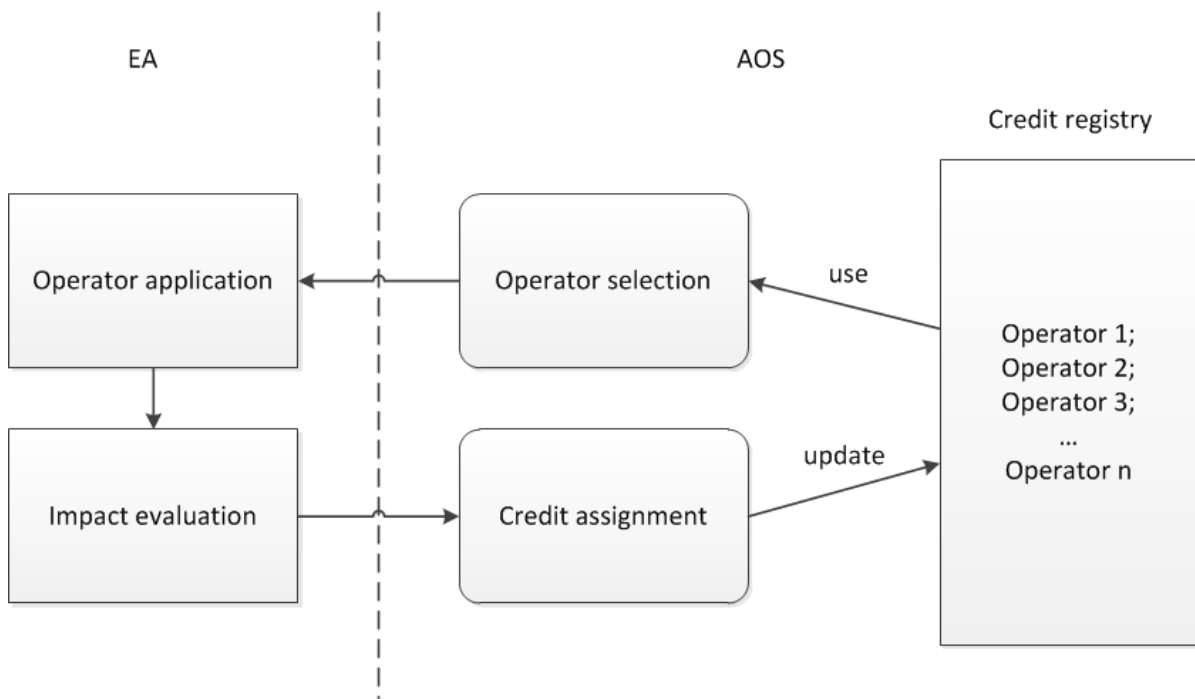 EA
AOS
Credit registry
Operator application
Operator selection
use
Operator 1;
Operator 2;
Operator 3;
...
Operator n
update
Impact evaluation
Credit assignment